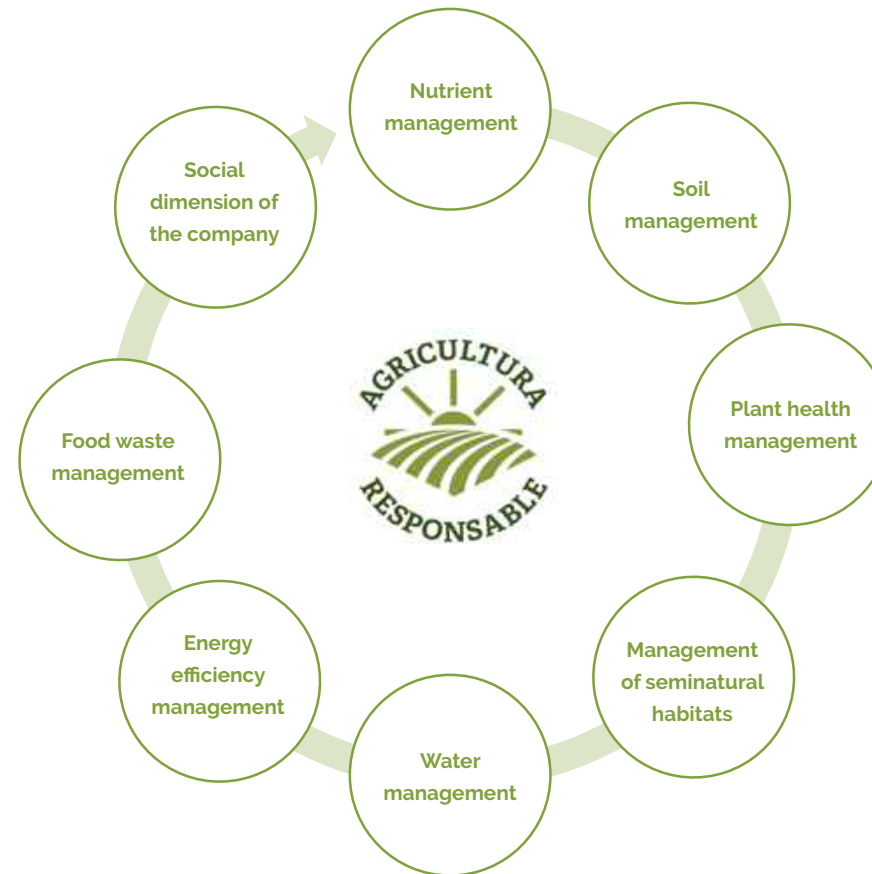 Nutrient
management
Soil
management
Plant health
management
Management
of seminatural
habitats
Water
management
Energy
efficiency
management
Food waste
management
Social
dimension of
the company
AGRICULTURA
RESPONSABLE